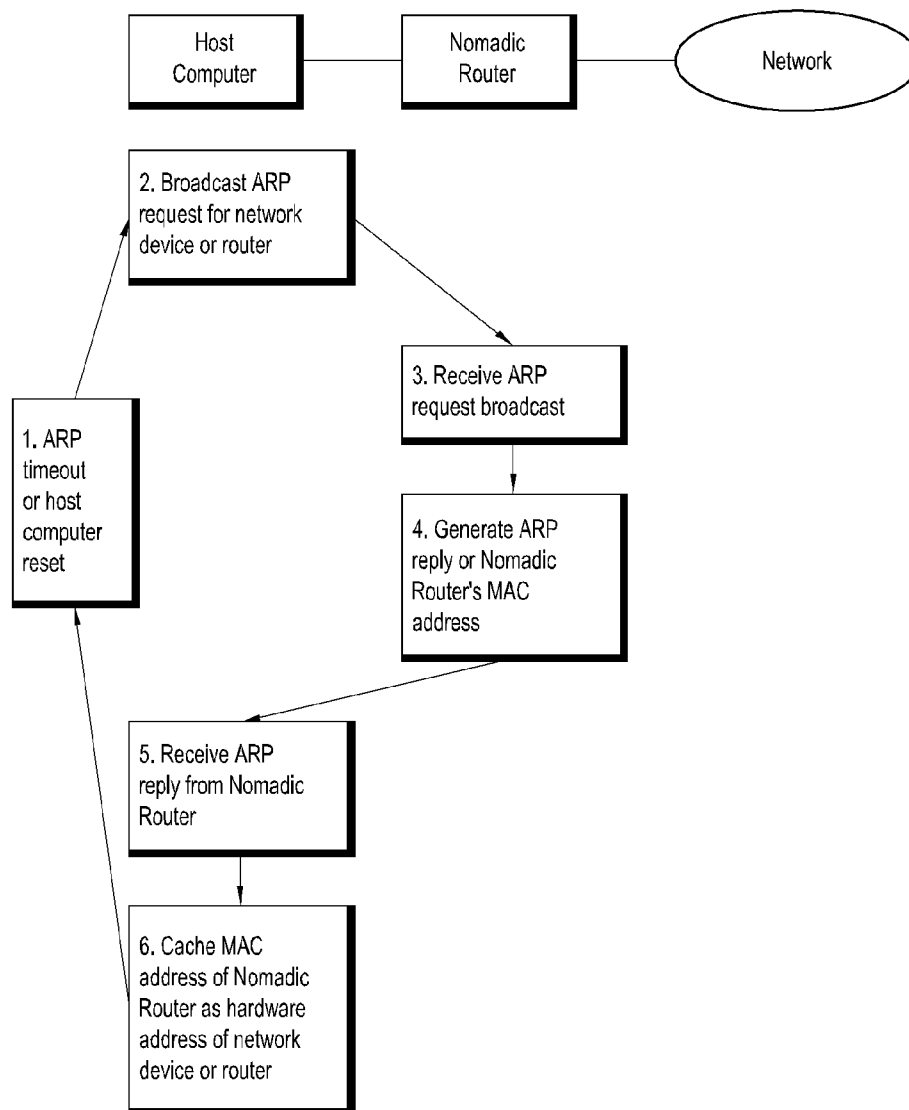 Host
Computer
Nomadic
Router
Network
2. Broadcast ARP
request for network
device or router
3. Receive ARP
request broadcast
1. ARP
timeout
or host
computer
reset
4. Generate ARP
reply or Nomadic
Router's MAC
address
5. Receive ARP
reply from Nomadic
Router
6. Cache MAC
address of Nomadic
Router as hardware
address of network
device or router